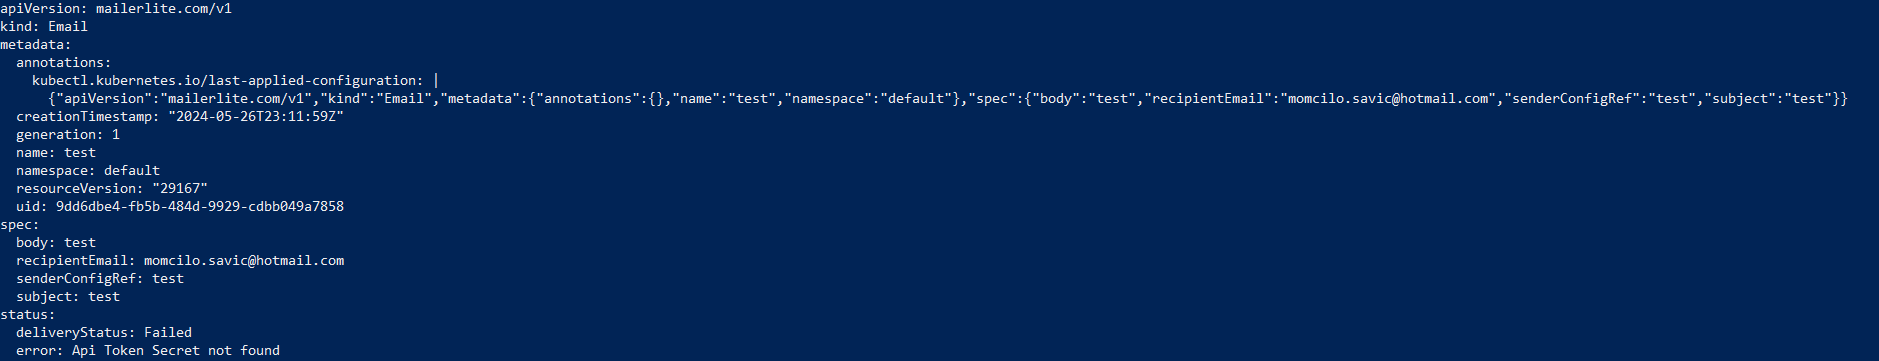 apiVersion: mailerlite.com/v1
kind: Email
metadata:
  annotations:
    kubectl.kubernetes.io/last-applied-configuration: |
      {"apiVersion":"mailerlite.com/v1","kind":"Email","metadata":{"annotations":{},"name":"test","namespace":"default"},"spec":{"body":"test","recipientEmail":"momcilo.savic@hotmail.com","senderConfigRef":"test","subject":"test"}}
  creationTimestamp: "2024-05-26T23:11:59Z"
  generation: 1
  name: test
  namespace: default
  resourceVersion: "29167"
  uid: 9dd6dbe4-fb5b-484d-9929-cdbb049a7858
spec:
  body: test
  recipientEmail: momcilo.savic@hotmail.com
  senderConfigRef: test
  subject: test
status:
  deliveryStatus: Failed
  error: Api Token Secret not found